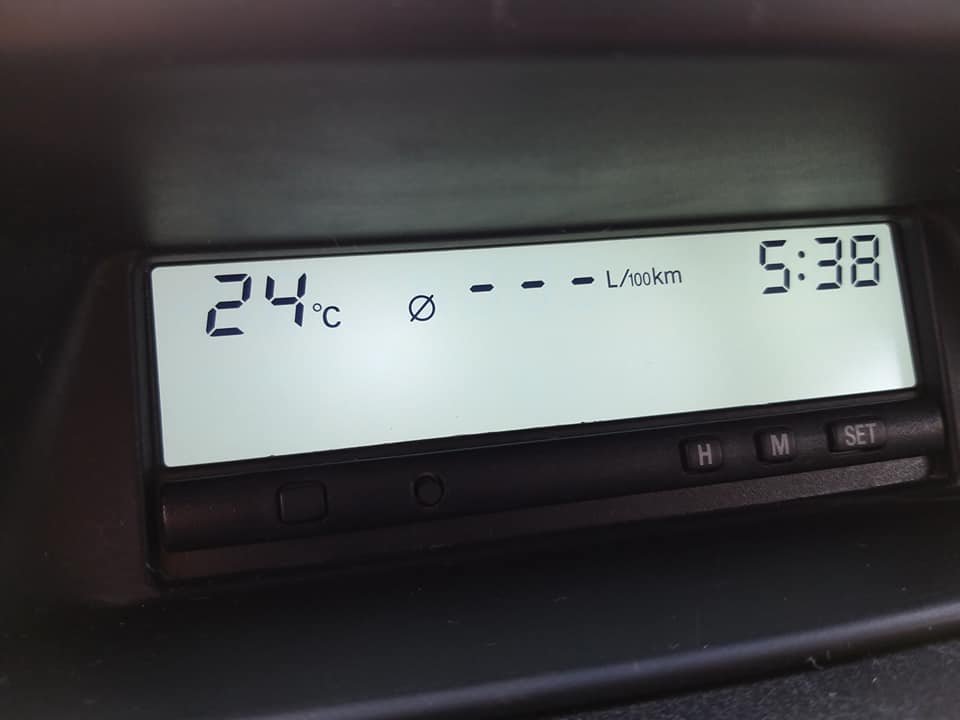 24°C Ø - - - L/100km 5:38
H M SET